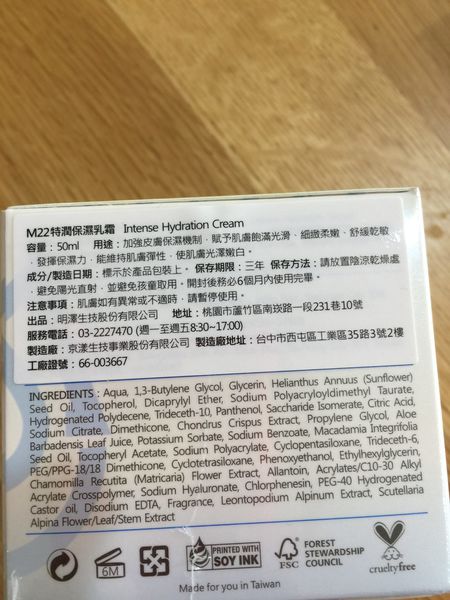 M22特潤保濕乳霜 Intense Hydration Cream
容量：50ml 用途：加強皮膚保濕機制，賦予肌膚飽滿光滑、細緻柔嫩、舒緩乾敏
，發揮保濕力，能維持肌膚彈性，使肌膚光澤嫩白。
成分/製造日期：標示於產品包裝上。 保存期限：三年 保存方法：請放置陰涼乾燥處
，避免陽光直射，並避免孩童取用。開封後務必6個月內使用完畢。
注意事項：肌膚如有異常或不適時，請暫停使用。
出品：明澤生技股份有限公司 地址：桃園市蘆竹區南崁路一段231巷10號
服務電話：03-2227470 (週一至週五8:30~17:00)
製造廠：京漾生技事業股份有限公司 製造廠地址：台中市西屯區工業區35路3號2樓
工廠證號：66-003667
INGREDIENTS : Aqua, 1,3-Butylene Glycol, Glycerin, Helianthus Annuus (Sunflower)
Seed Oil, Tocopherol, Dicaprylyl Ether, Sodium Polyacryloyldimethyl Taurate,
Hydrogenated Polydecene, Trideceth-10, Panthenol, Saccharide Isomerate, Citric Acid,
Sodium Citrate, Dimethicone, Chondrus Crispus Extract, Propylene Glycol, Aloe
Barbadensis Leaf Juice, Potassium Sorbate, Sodium Benzoate, Macadamia Integrifolia
Seed Oil, Tocopheryl Acetate, Sodium Polyacrylate, Cyclopentasiloxane, Trideceth-6,
PEG/PPG-18/18 Dimethicone, Cyclotetrasiloxane, Phenoxyethanol, Ethylhexylglycerin,
Chamomilla Recutita (Matricaria) Flower Extract, Allantoin, Acrylates/C10-30 Alkyl
Acrylate Crosspolymer, Sodium Hyaluronate, Chlorphenesin, PEG-40 Hydrogenated
Castor oil, Disodium EDTA, Fragrance, Leontopodium Alpinum Extract, Scutellaria
Alpina Flower/Leaf/Stem Extract
6M
PRINTED WITH
SOY INK
FSC
FOREST
STEWARDSHIP
COUNCIL
crueltyfree
Made for you in Taiwan